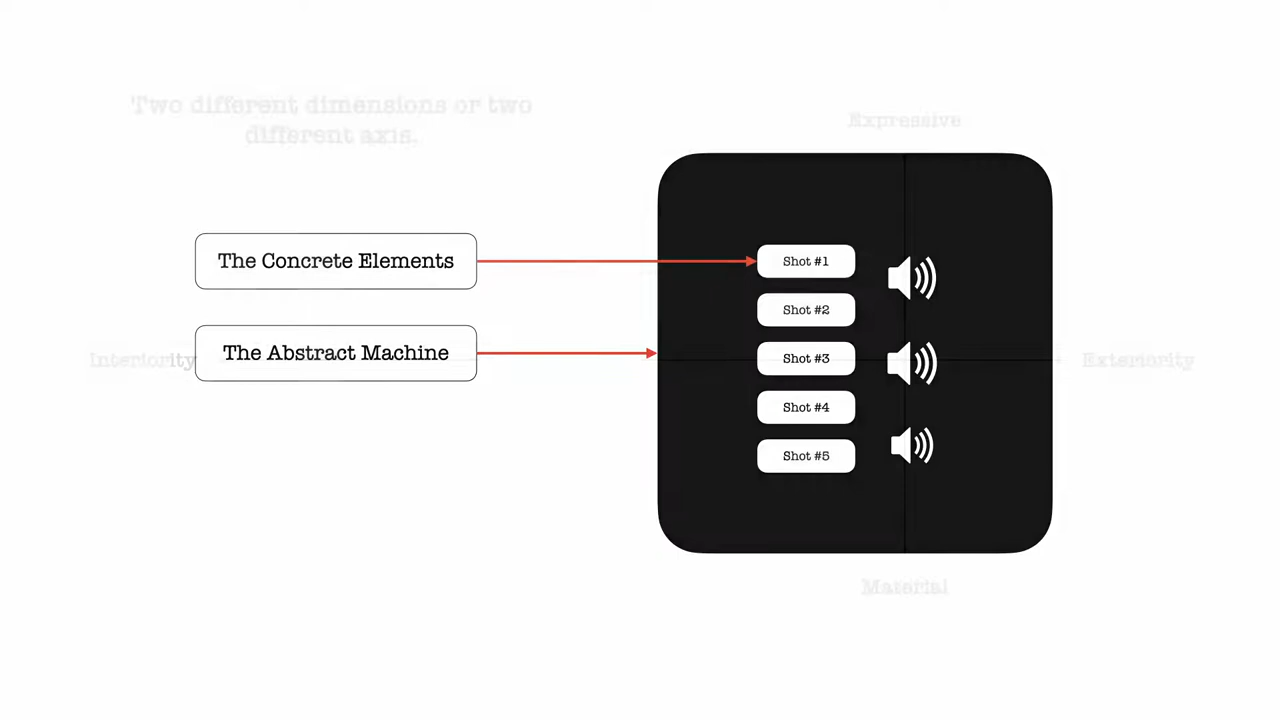 Two different dimensions or two
different axis.
Expressive
The Concrete Elements
Shot #1
Shot #2
The Abstract Machine
Interiority
Shot #3
Exteriority
Shot #4
Shot #5
Material